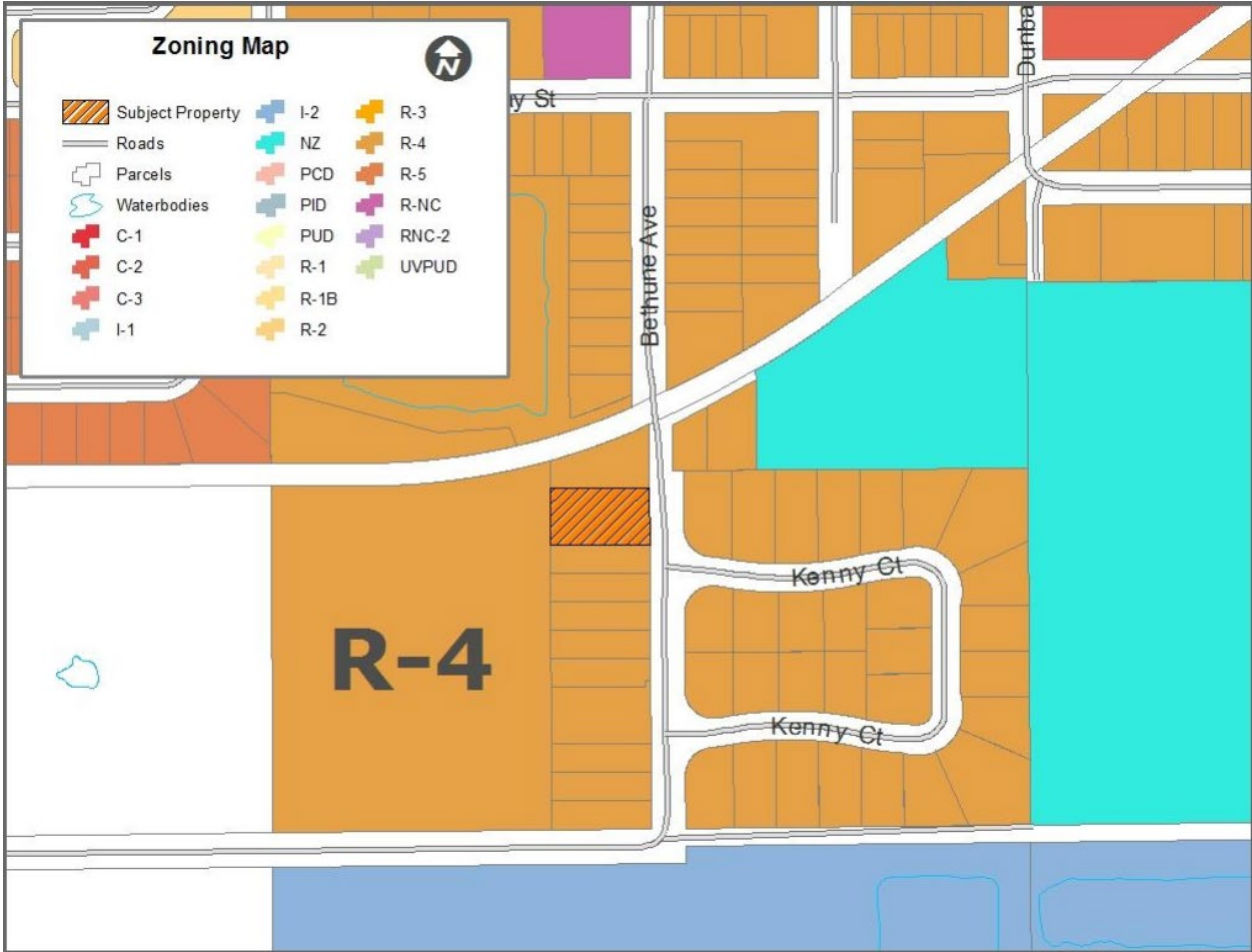 Zoning Map
N
Subject Property
Roads
Parcels
Waterbodies
C-1
C-2
C-3
I-1
I-2
NZ
PCD
PID
PUD
R-1
R-1B
R-2
R-3
R-4
R-5
R-NC
RNC-2
UVPUD
St
Dunba
Bethune Ave
Kenny Ct
R-4
Kenny Ct